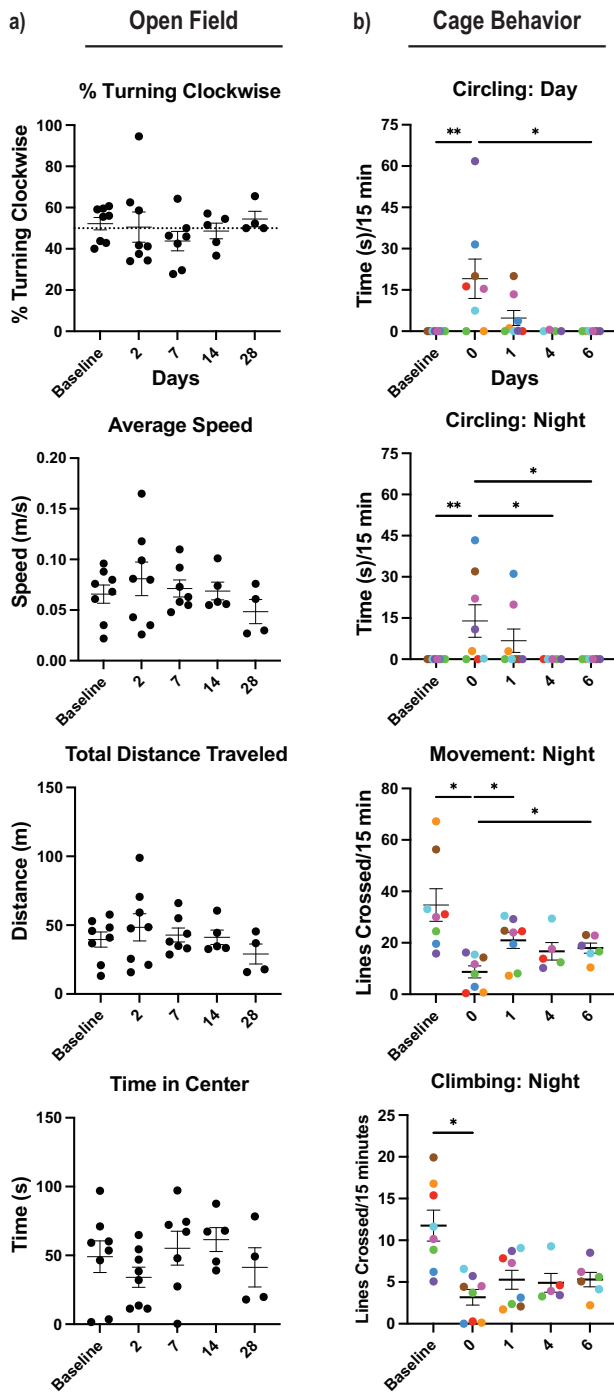 a)
Open Field
% Turning Clockwise
% Turning Clockwise
100
80
60
40
20
0
Baseline
2
7
14
28
Days
Average Speed
Speed (m/s)
0.20
0.15
0.10
0.05
0.00
Baseline
2
7
14
28
Total Distance Traveled
Distance (m)
150
100
50
0
Baseline
2
7
14
28
Time in Center
Time (s)
150
100
50
0
Baseline
2
7
14
28
b)
Cage Behavior
Circling: Day
Time (s)/15 min
75
60
45
30
15
0
**
*
Baseline
0
1
4
6
Days
Circling: Night
Time (s)/15 min
75
60
45
30
15
0
*
**
*
Baseline
0
1
4
6
Movement: Night
Lines Crossed/15 min
80
60
40
20
0
*
*
*
Baseline
0
1
4
6
Climbing: Night
Lines Crossed/15 minutes
25
20
15
10
5
0
*
Baseline
0
1
4
6